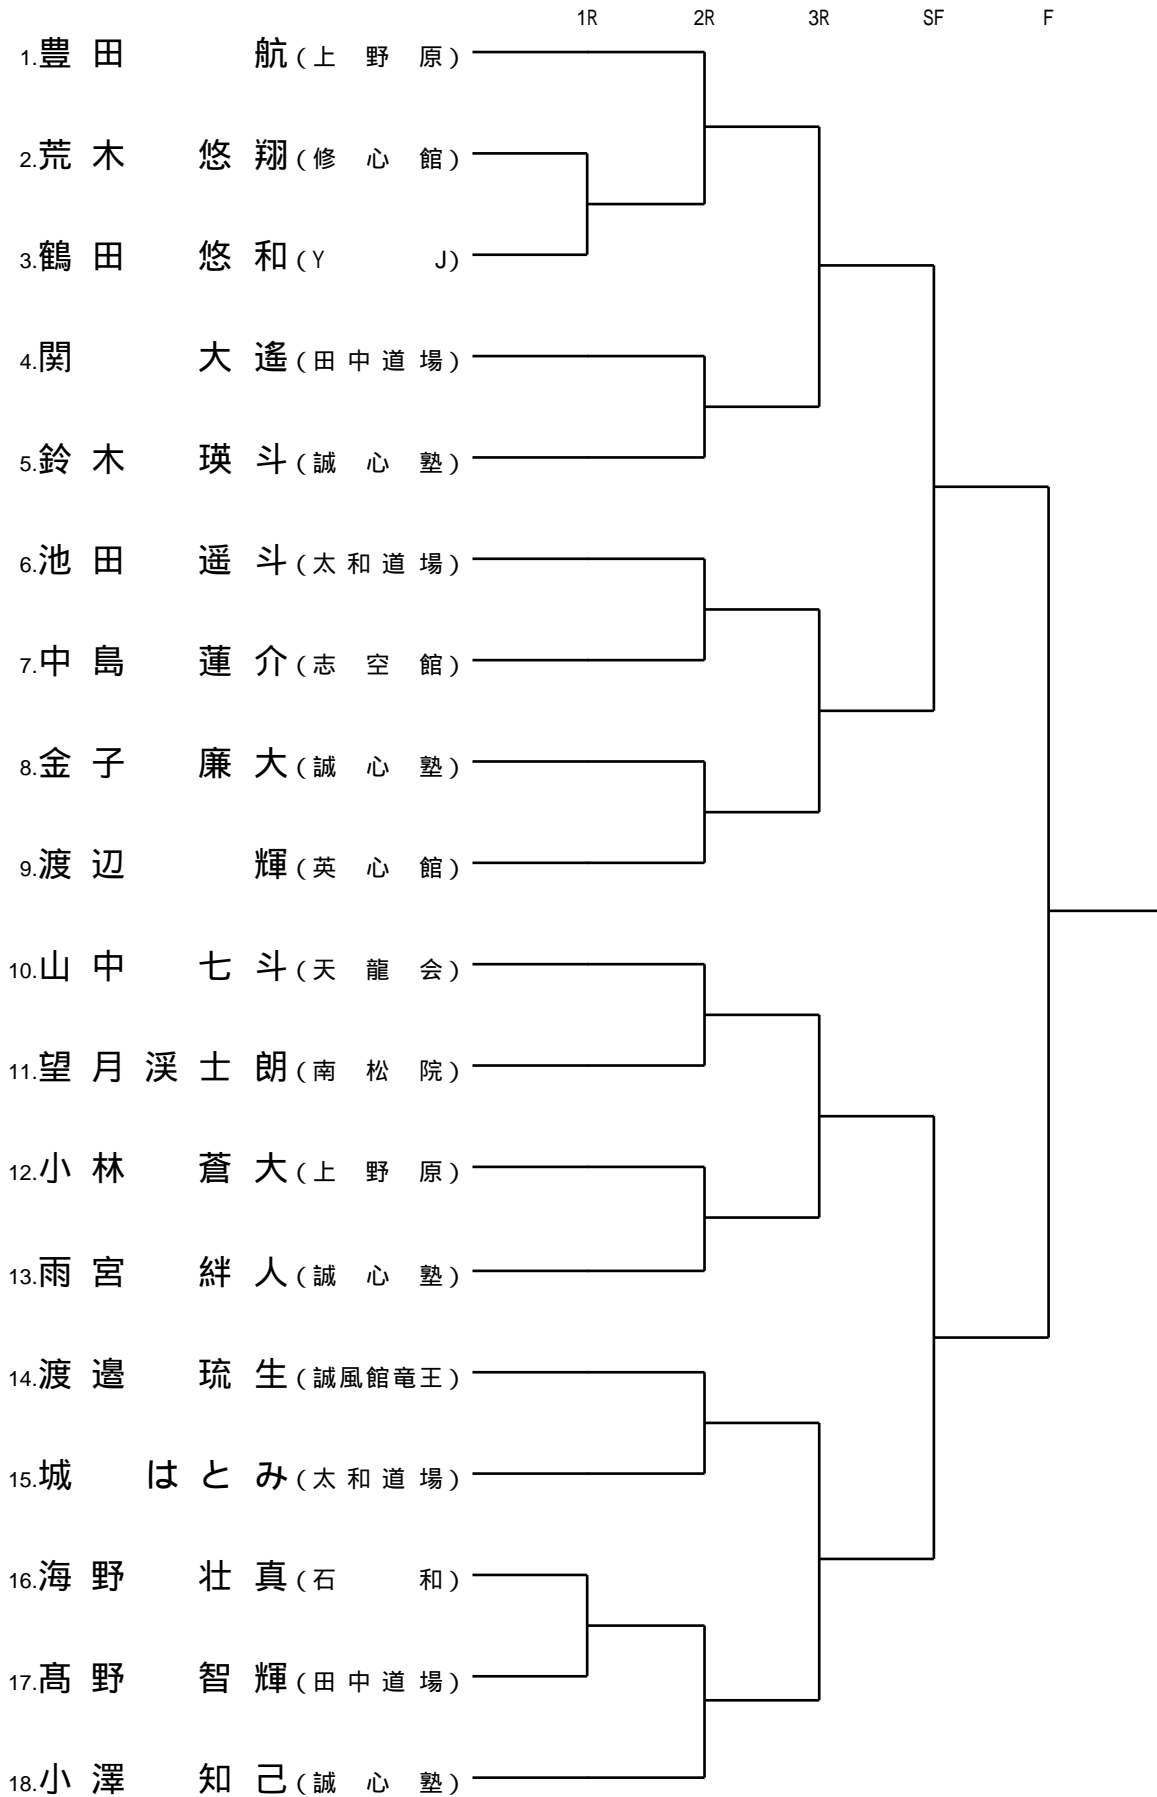 1R 2R 3R SF F
1.豊田 航(上野原)
2.荒木 悠翔(修心館)
3.鶴田 悠和(Y J)
4.関 大遙(田中道場)
5.鈴木 瑛斗(誠心塾)
6.池田 遥斗(太和道場)
7.中島 蓮介(志空館)
8.金子 廉大(誠心塾)
9.渡辺 輝(英心館)
10.山中 七斗(天龍会)
11.望月渓士朗(南松院)
12.小林 蒼大(上野原)
13.雨宮 絆人(誠心塾)
14.渡邉 琉生(誠風館竜王)
15.城 はとみ(太和道場)
16.海野 壮真(石和)
17.髙野 智輝(田中道場)
18.小澤 知己(誠心塾)